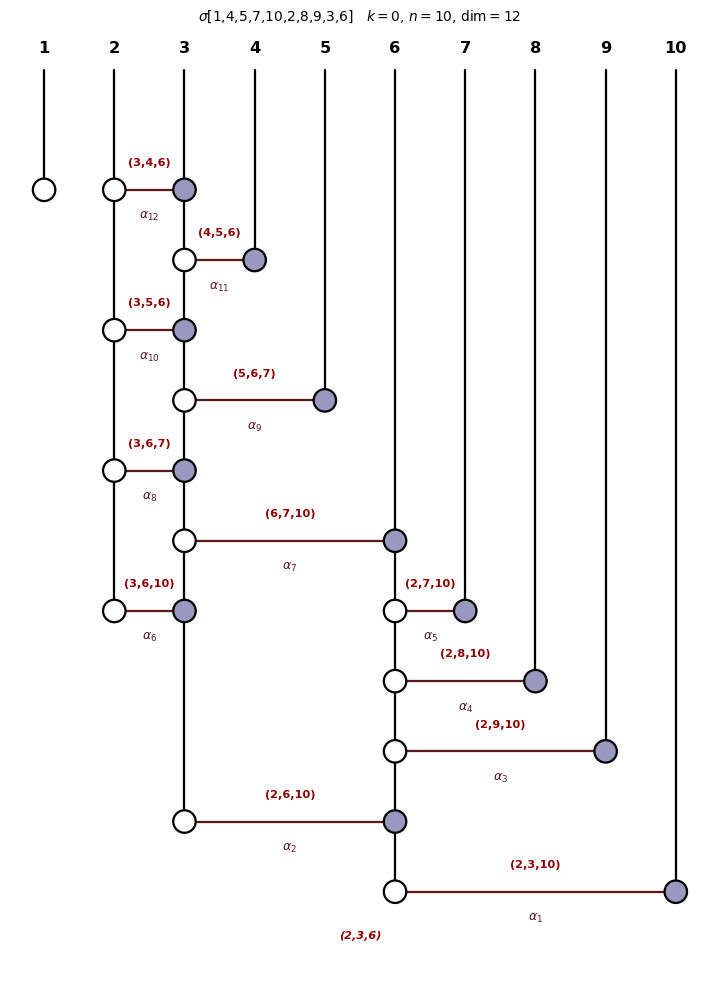 σ[1,4,5,7,10,2,8,9,3,6]   k = 0, n = 10, dim = 12
1 2 3 4 5 6 7 8 9 10
(3,4,6)
α₁₂
(4,5,6)
α₁₁
(3,5,6)
α₁₀
(5,6,7)
α₉
(3,6,7)
α₈
(6,7,10)
α₇
(3,6,10) (2,7,10)
α₆ α₅
(2,8,10)
α₄
(2,9,10)
α₃
(2,6,10)
α₂
(2,3,10)
α₁
(2,3,6)